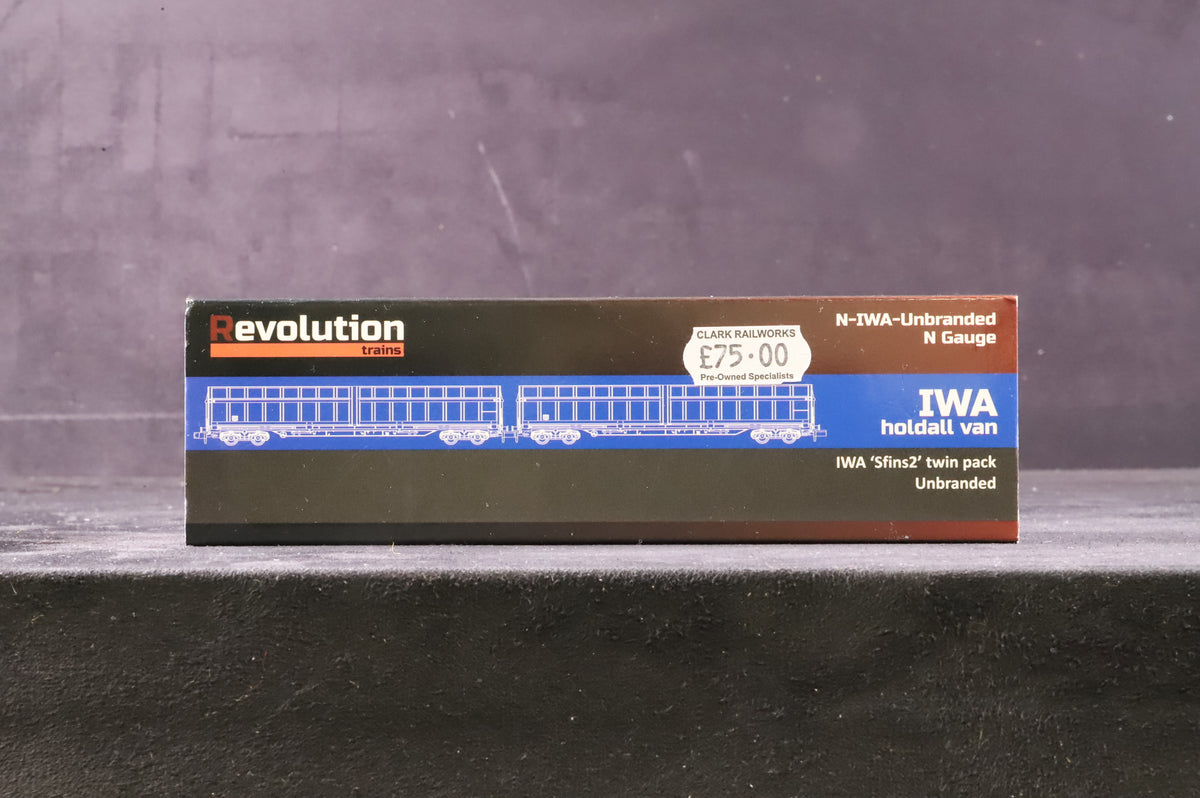 Revolution
trains
CLARK RAILWORKS
£75.00
Pre-Owned Specialists
N-IWA-Unbranded
N Gauge
IWA
holdall van
IWA ‘Sfins2’ twin pack
Unbranded